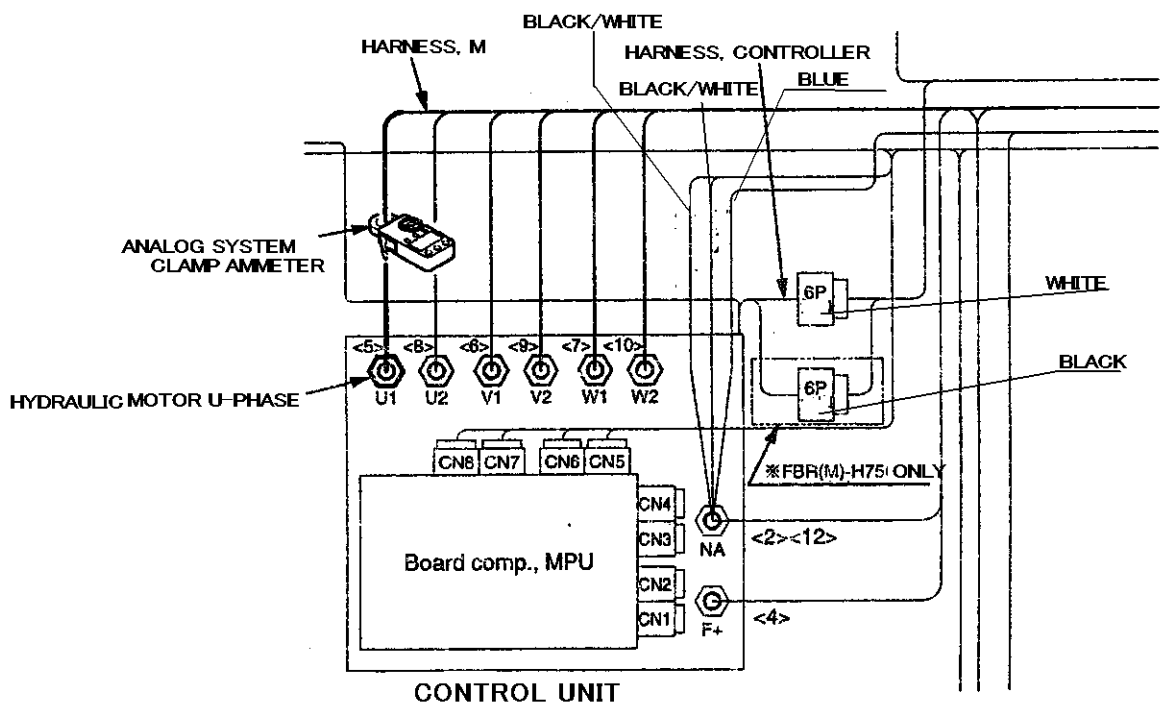 BLACK/WHITE
HARNESS, M
HARNESS, CONTROLLER
BLACK/WHITE
BLUE
ANALOG SYSTEM
CLAMP AMMETER
6P
WHITE
<5> <8> <6> <9> <7> <10>
HYDRAULIC MOTOR U-PHASE
U1 U2 V1 V2 W1 W2
6P
BLACK
CN8 CN7 CN6 CN5
※FBR(M)-H75 ONLY
CN4
CN3
NA
<2><12>
Board comp., MPU
CN2
CN1
F+
<4>
CONTROL UNIT